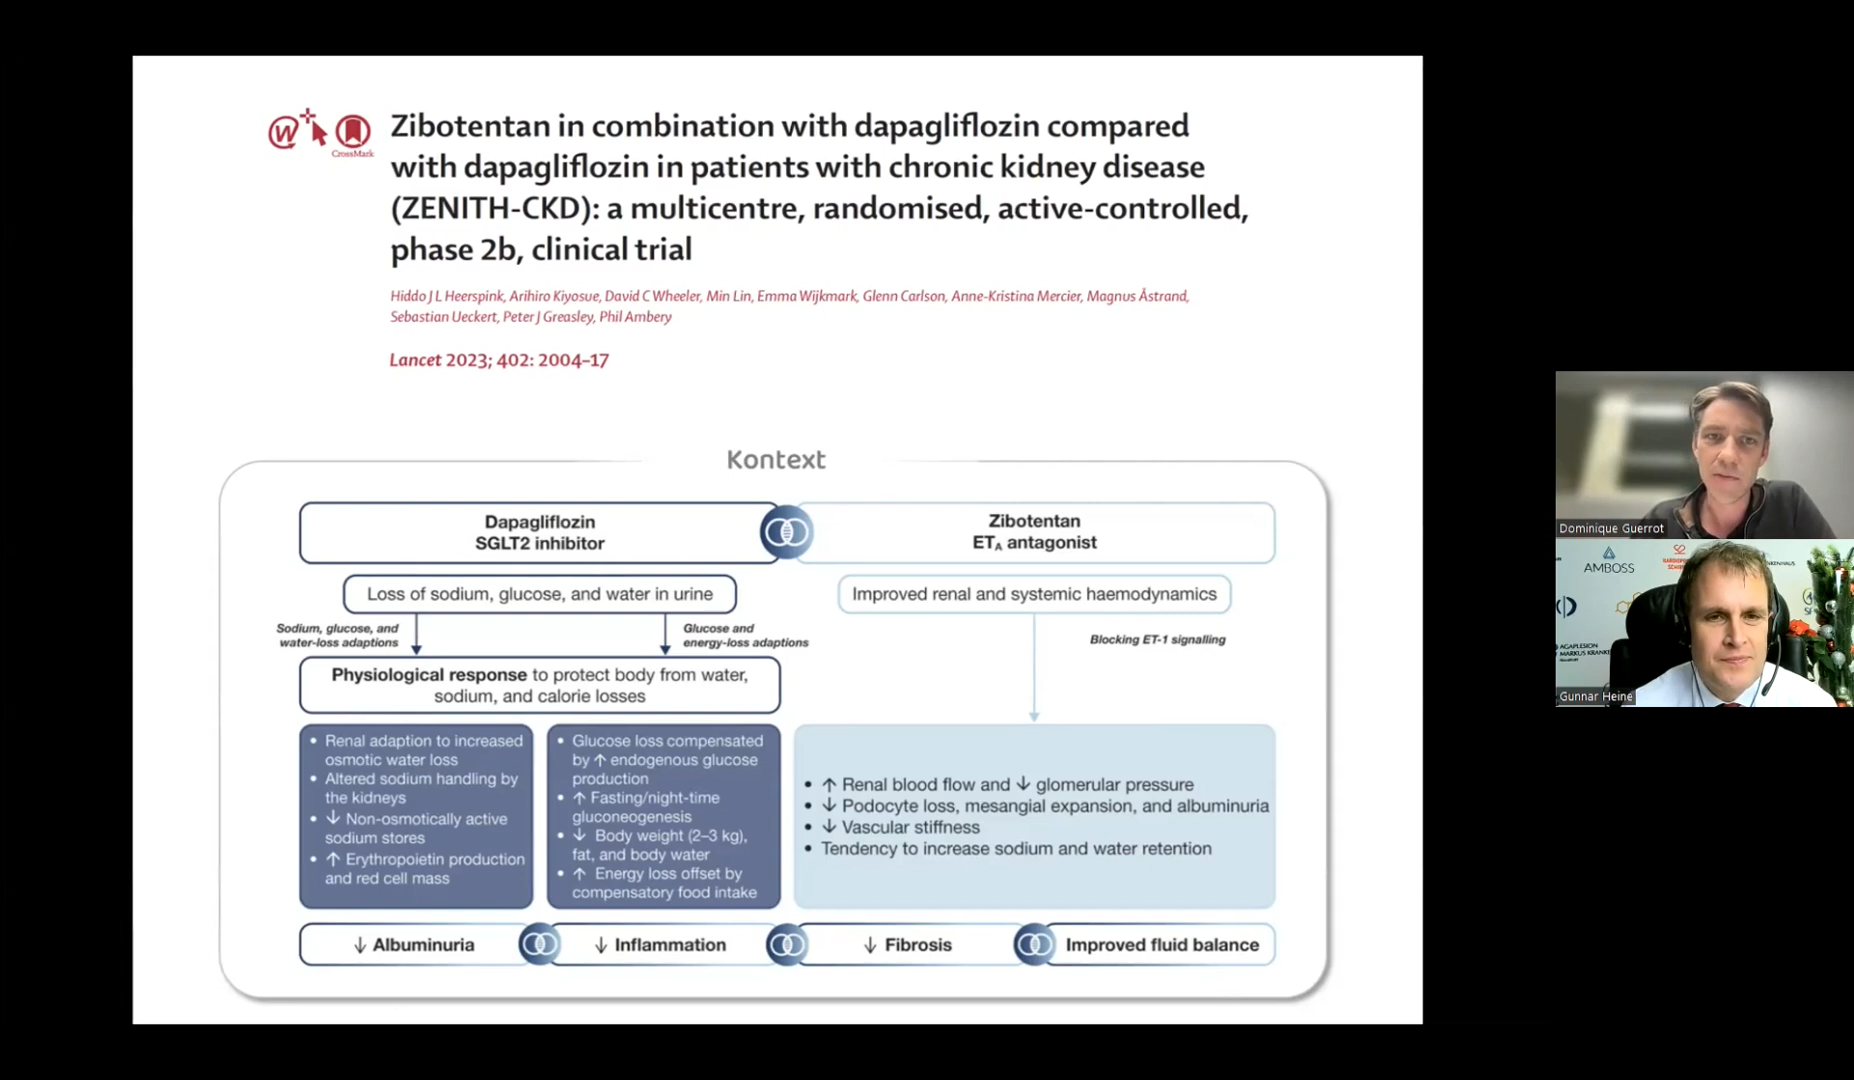 Zibotentan in combination with dapagliflozin compared
with dapagliflozin in patients with chronic kidney disease
(ZENITH-CKD): a multicentre, randomised, active-controlled,
phase 2b, clinical trial
CrossMark
Hiddo J L Heerspink, Arihiro Kiyosue, David C Wheeler, Min Lin, Emma Wijkmark, Glenn Carlson, Anne-Kristina Mercier, Magnus Åstrand,
Sebastian Ueckert, Peter J Greasley, Phil Ambery
Lancet 2023; 402: 2004–17
Kontext
Dapagliflozin
SGLT2 inhibitor
Zibotentan
ETA antagonist
Loss of sodium, glucose, and water in urine
Improved renal and systemic haemodynamics
Sodium, glucose, and
water-loss adaptions
Glucose and
energy-loss adaptions
Blocking ET-1 signalling
Physiological response to protect body from water,
sodium, and calorie losses
• Renal adaption to increased
osmotic water loss
• Altered sodium handling by
the kidneys
• ↓ Non-osmotically active
sodium stores
• ↑ Erythropoietin production
and red cell mass
• Glucose loss compensated
by ↑ endogenous glucose
production
• ↑ Fasting/night-time
gluconeogenesis
• ↓ Body weight (2–3 kg),
fat, and body water
• ↑ Energy loss offset by
compensatory food intake
• ↑ Renal blood flow and ↓ glomerular pressure
• ↓ Podocyte loss, mesangial expansion, and albuminuria
• ↓ Vascular stiffness
• Tendency to increase sodium and water retention
↓ Albuminuria
↓ Inflammation
↓ Fibrosis
Improved fluid balance
Dominique Guerrot
AMBOSS
AGAPLESION
Gunnar Heine